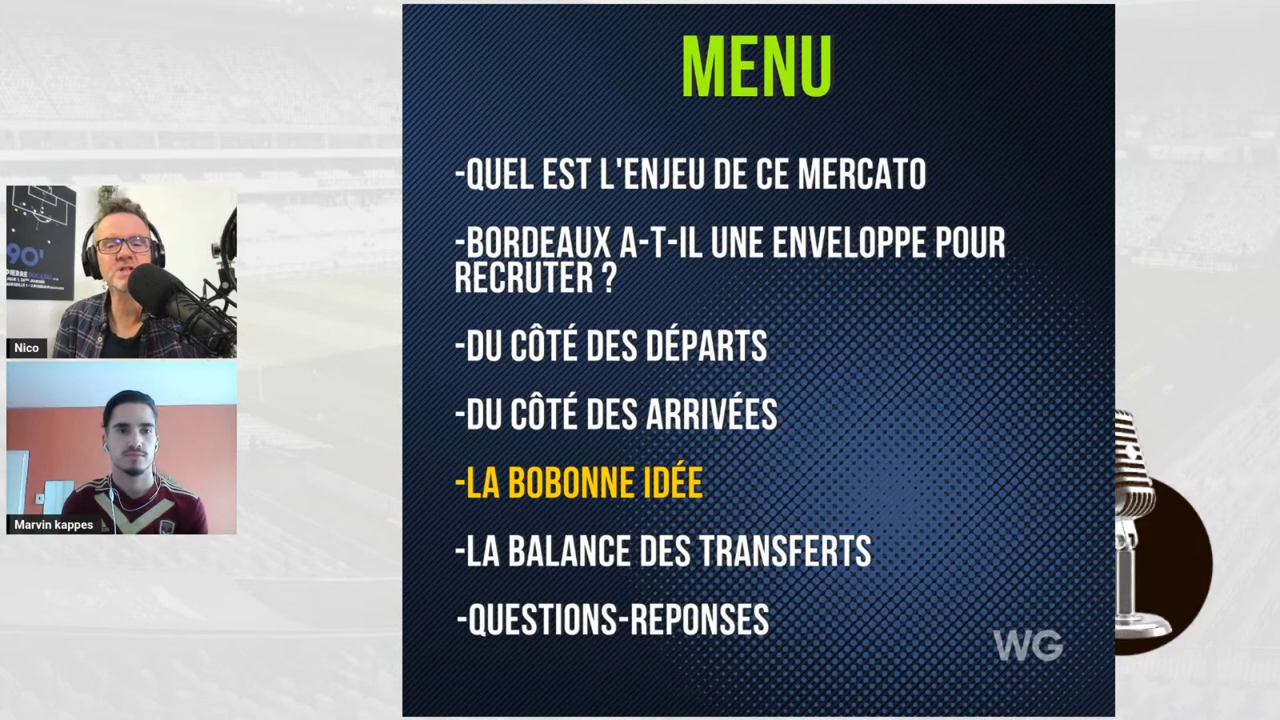 MENU
-QUEL EST L'ENJEU DE CE MERCATO
-BORDEAUX A-T-IL UNE ENVELOPPE POUR
RECRUTER ?
-DU CÔTÉ DES DÉPARTS
-DU CÔTÉ DES ARRIVÉES
-LA BOBONNE IDÉE
-LA BALANCE DES TRANSFERTS
-QUESTIONS-REPONSES
WG
90'
PIERRE
Nico
Marvin kappes